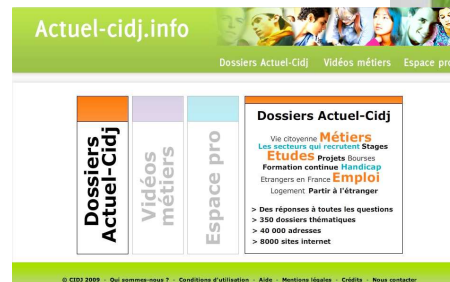 Actuel-cidj.info
Dossiers Actuel-Cidj Vidéos métiers Espace pro
Dossiers
Actuel-Cidj
Vidéos
métiers
Espace pro
Dossiers Actuel-Cidj
Vie citoyenne Métiers
Les secteurs qui recrutent Stages
Etudes Projets Bourses
Formation continue Handicap
Etrangers en France Emploi
Logement Partir à l'étranger
> Des réponses à toutes les questions
> 350 dossiers thématiques
> 40 000 adresses
> 8000 sites internet
© CIDJ 2009 - Qui sommes-nous ? - Conditions d'utilisation - Aide - Mentions légales - Crédits - Nous contacter